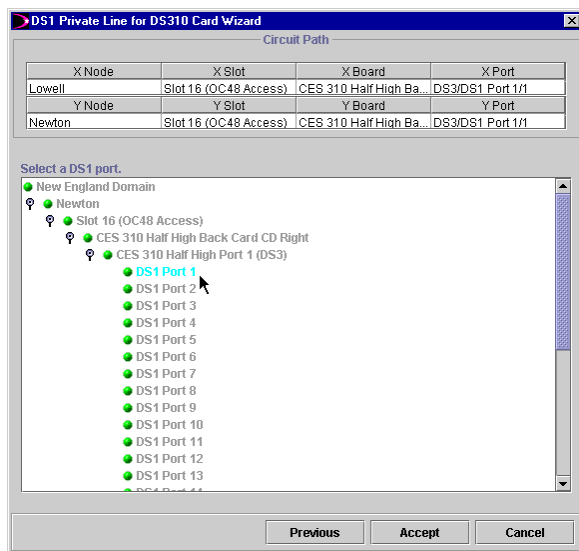 DS1 Private Line for DS310 Card Wizard
Circuit Path
X Node X Slot X Board X Port
Lowell Slot 16 (OC48 Access) CES 310 Half High Ba... DS3/DS1 Port 1/1
Y Node Y Slot Y Board Y Port
Newton Slot 16 (OC48 Access) CES 310 Half High Ba... DS3/DS1 Port 1/1
Select a DS1 port.
New England Domain
Newton
Slot 16 (OC48 Access)
CES 310 Half High Back Card CD Right
CES 310 Half High Port 1 (DS3)
DS1 Port 1
DS1 Port 2
DS1 Port 3
DS1 Port 4
DS1 Port 5
DS1 Port 6
DS1 Port 7
DS1 Port 8
DS1 Port 9
DS1 Port 10
DS1 Port 11
DS1 Port 12
DS1 Port 13
Previous Accept Cancel